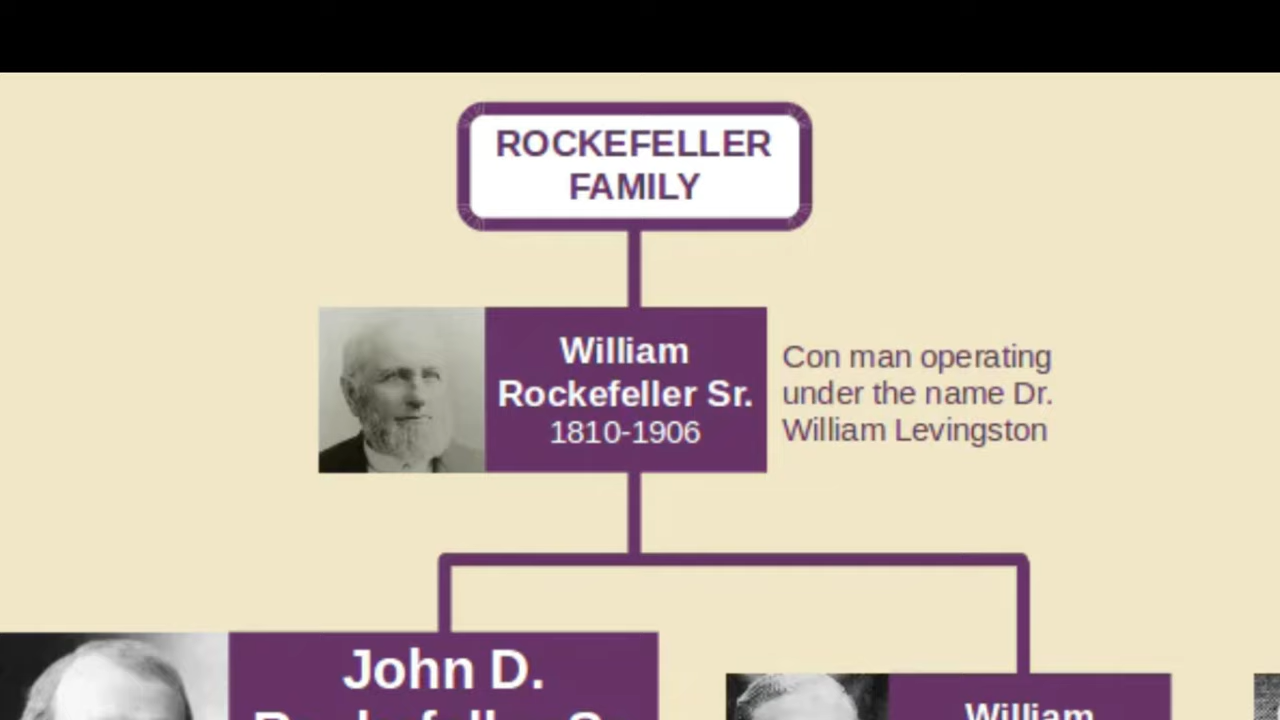 ROCKEFELLER
FAMILY
William
Rockefeller Sr.
1810-1906
Con man operating
under the name Dr.
William Levingston
John D.
William